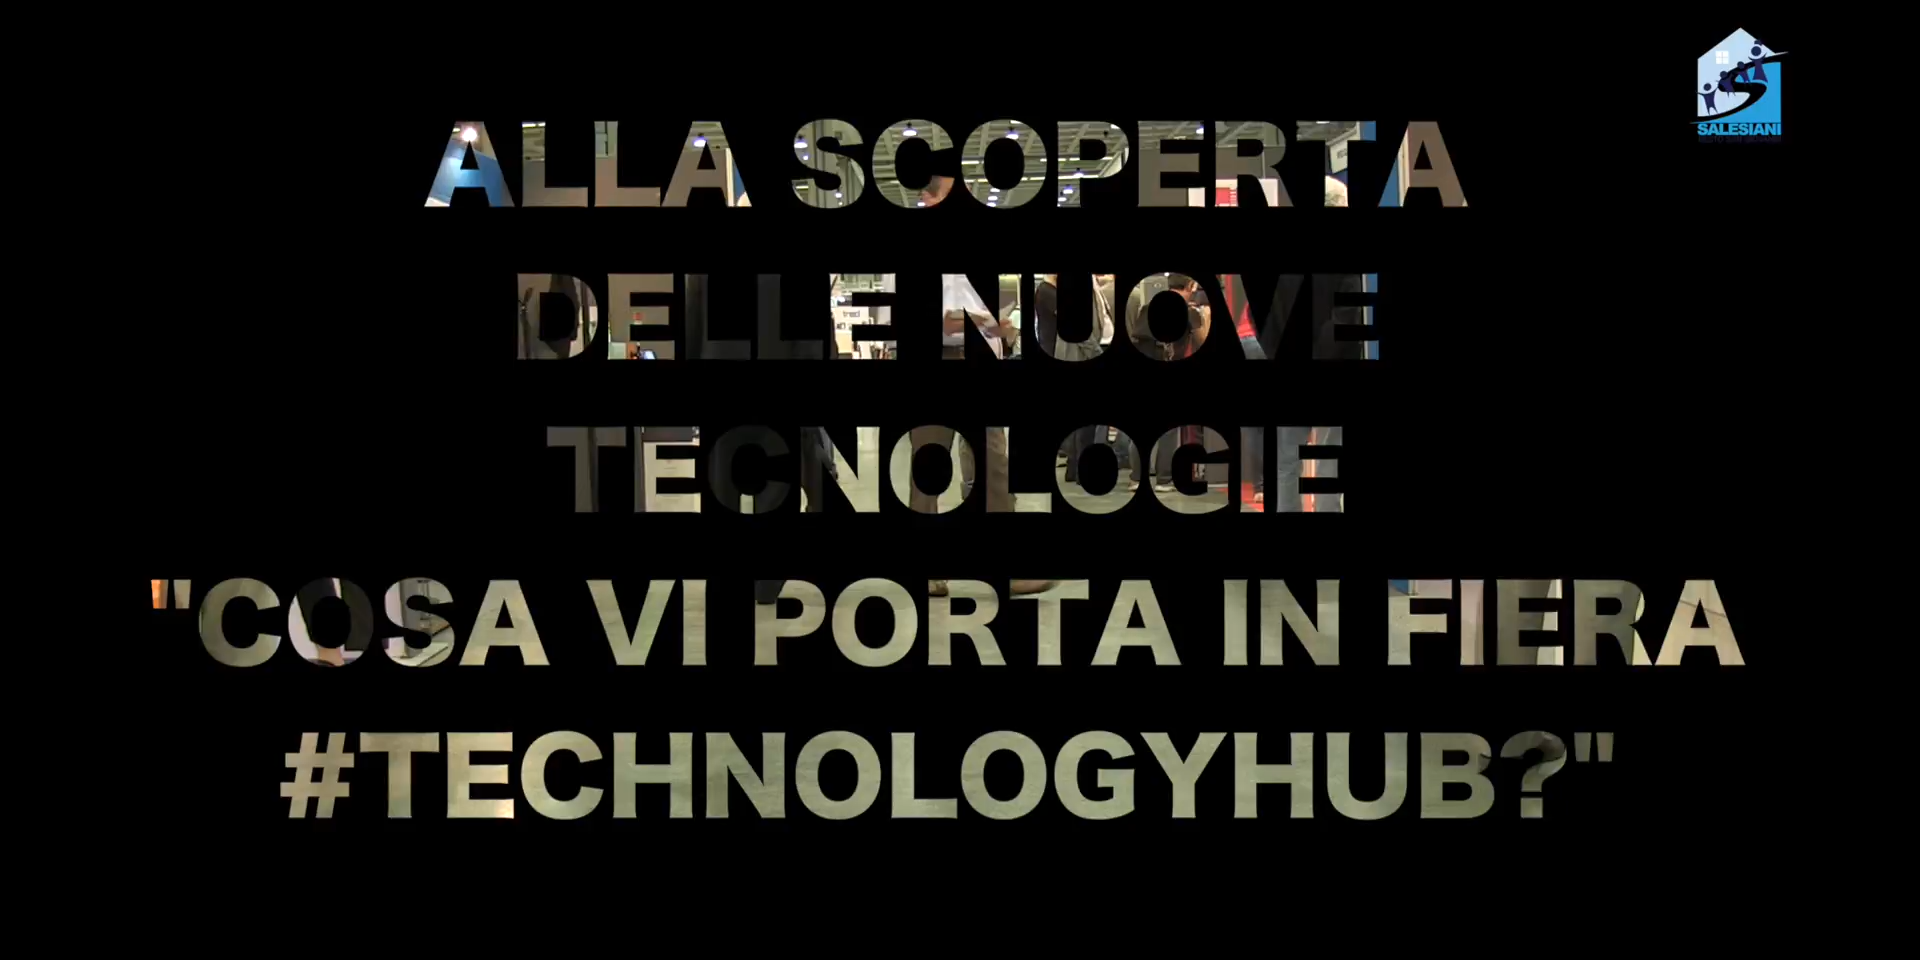 SALESIANI
ALLA SCOPERTA
DELLE NUOVE
TECNOLOGIE
"COSA VI PORTA IN FIERA
#TECHNOLOGYHUB?"